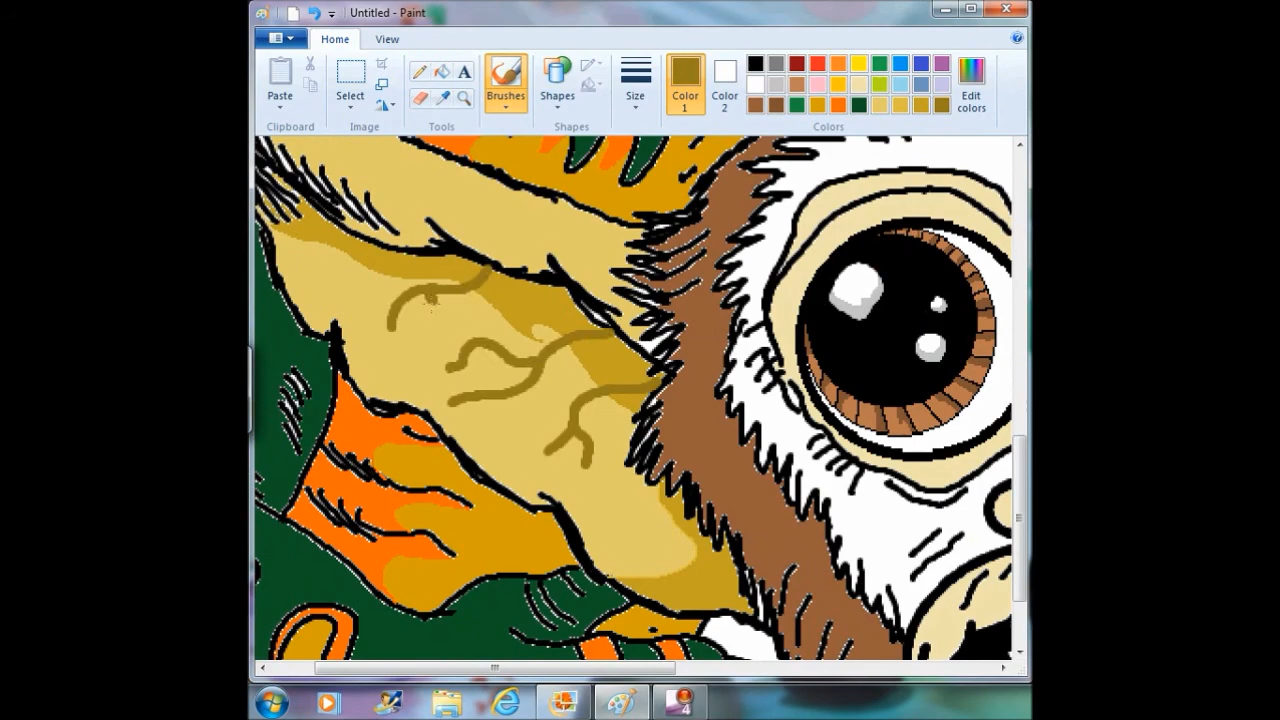 Untitled - Paint
Home View
Paste Select Brushes Shapes Size Color 1 Color 2 Edit colors
A
Clipboard Image Tools Shapes Colors
4